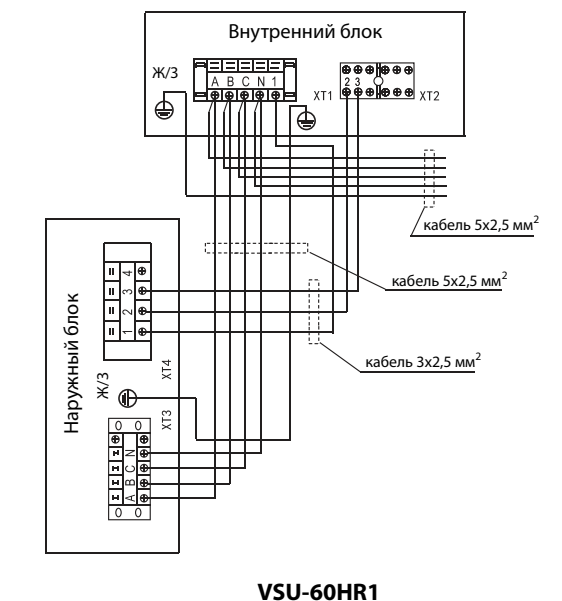 Внутренний блок
Ж/З
A B C N 1
2 3
XT1
XT2
кабель 5х2,5 мм²
кабель 5х2,5 мм²
кабель 3х2,5 мм²
Наружный блок
4
3
2
1
XT4
Ж/З
XT3
N
C
B
A
VSU-60HR1